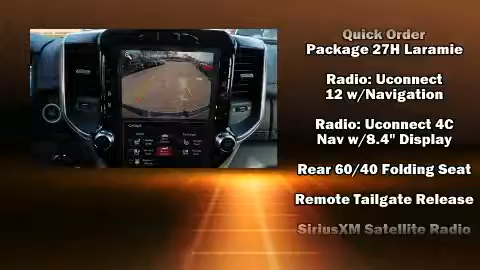 Quick Order
Package 27H Laramie
Radio: Uconnect
12 w/Navigation
Radio: Uconnect 4C
Nav w/8.4" Display
Rear 60/40 Folding Seat
Remote Tailgate Release
SiriusXM Satellite Radio